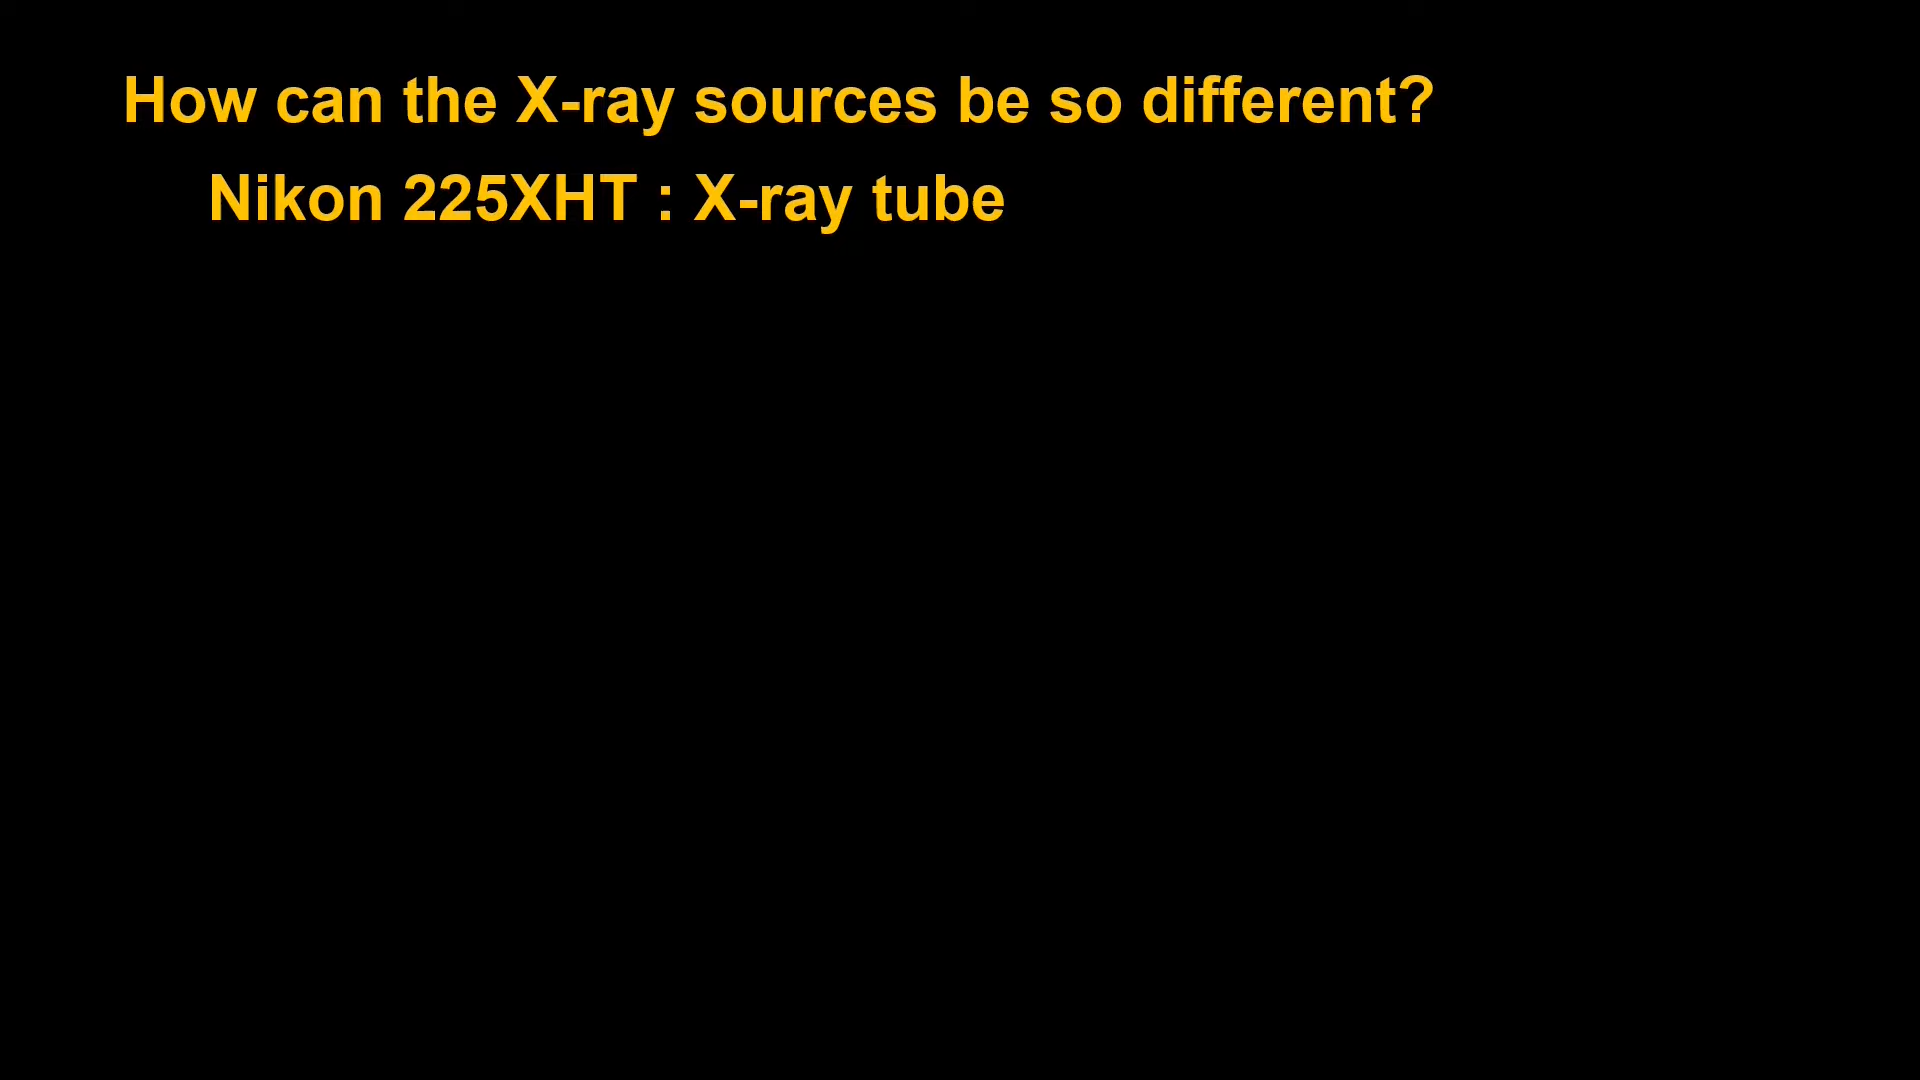 How can the X-ray sources be so different?
Nikon 225XHT : X-ray tube